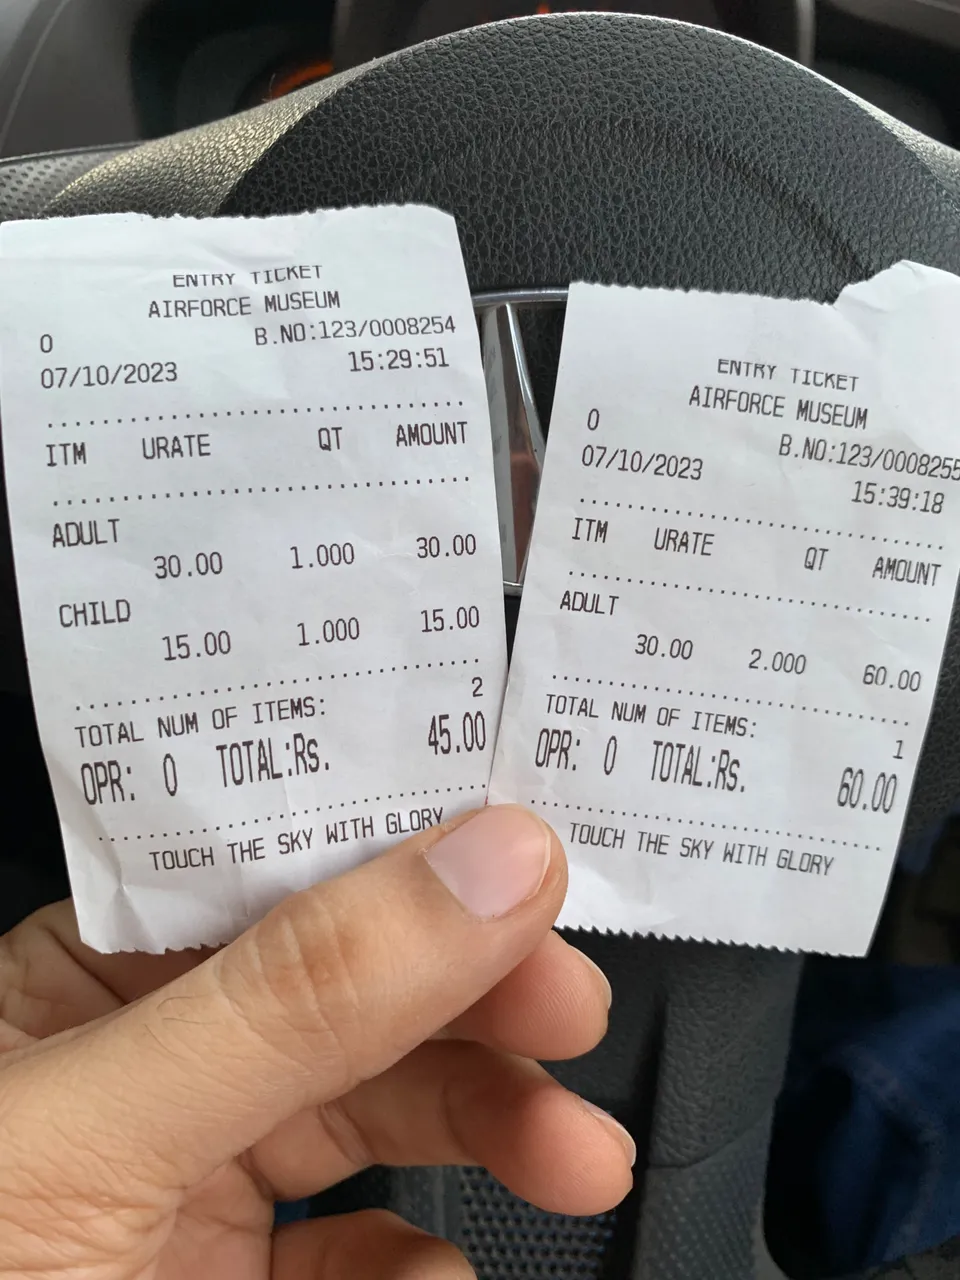 ENTRY TICKET
AIRFORCE MUSEUM
0 B.NO:123/0008254
07/10/2023 15:29:51
ITM URATE QT AMOUNT
ADULT
30.00 1.000 30.00
CHILD
15.00 1.000 15.00
TOTAL NUM OF ITEMS: 2
OPR: 0 TOTAL:Rs. 45.00
TOUCH THE SKY WITH GLORY
ENTRY TICKET
AIRFORCE MUSEUM
0 B.NO:123/0008255
07/10/2023 15:39:18
ITM URATE QT AMOUNT
ADULT
30.00 2.000 60.00
TOTAL NUM OF ITEMS: 1
OPR: 0 TOTAL:Rs. 60.00
TOUCH THE SKY WITH GLORY